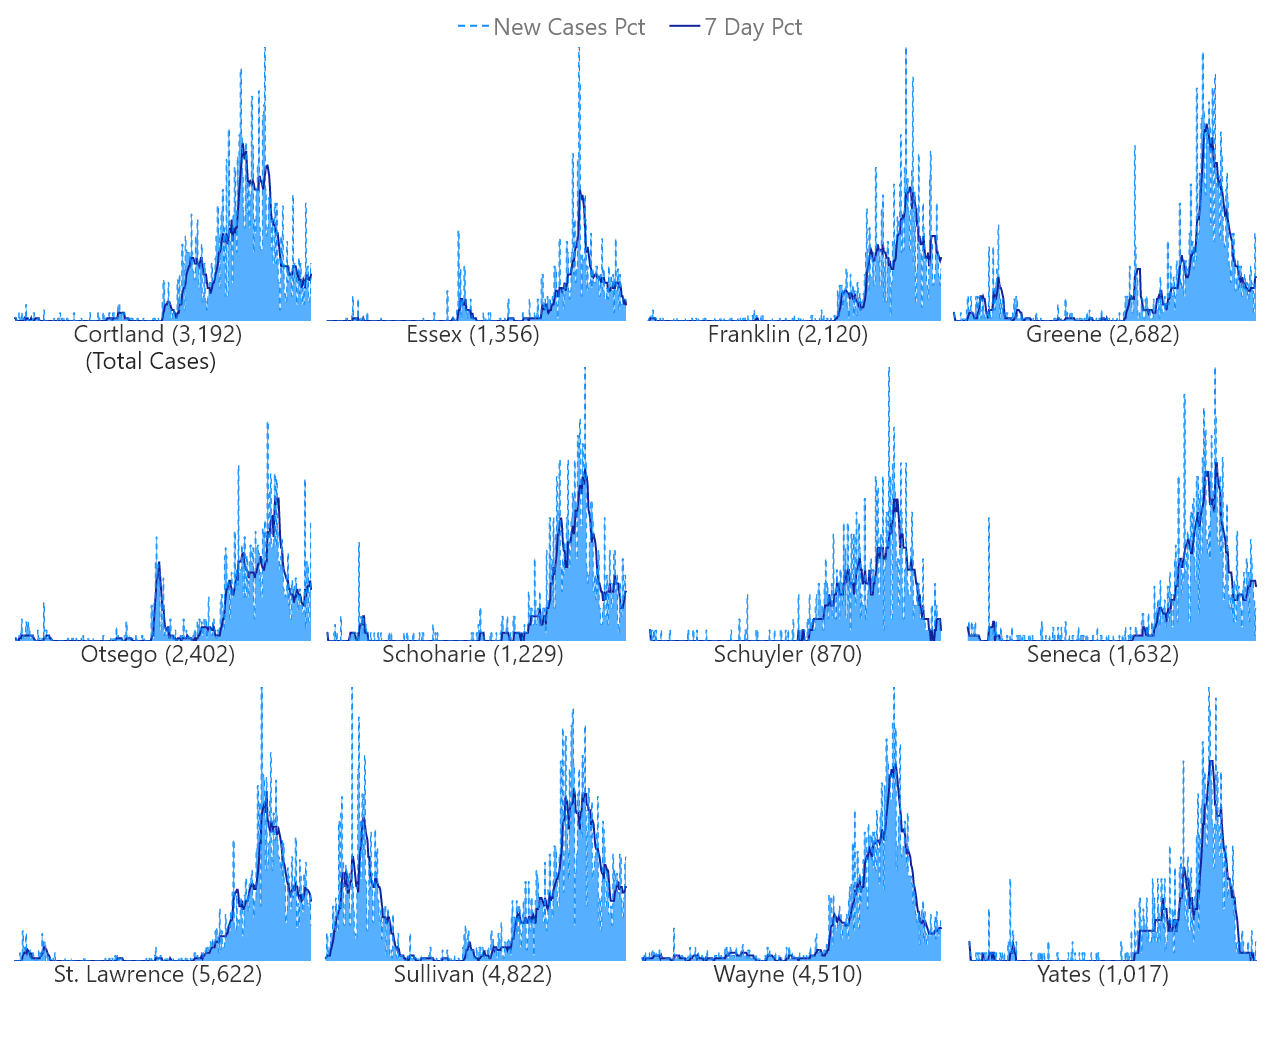 New Cases Pct 7 Day Pct
Cortland (3,192)
(Total Cases)
Essex (1,356)
Franklin (2,120)
Greene (2,682)
Otsego (2,402)
Schoharie (1,229)
Schuyler (870)
Seneca (1,632)
St. Lawrence (5,622)
Sullivan (4,822)
Wayne (4,510)
Yates (1,017)